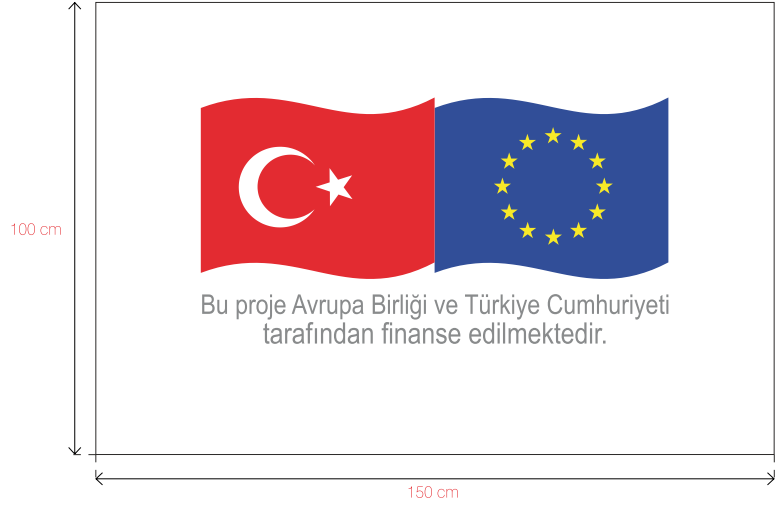 100 cm
Bu proje Avrupa Birliği ve Türkiye Cumhuriyeti
tarafından finanse edilmektedir.
150 cm